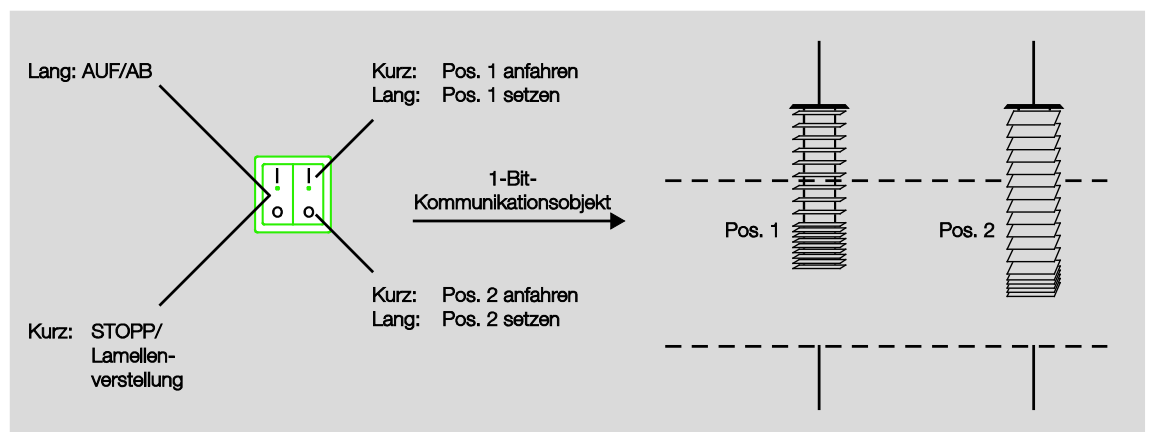 Lang: AUF/AB
Kurz: Pos. 1 anfahren
Lang: Pos. 1 setzen
1-Bit-
Kommunikationsobjekt
Pos. 1
Pos. 2
Kurz: Pos. 2 anfahren
Lang: Pos. 2 setzen
Kurz: STOPP/
Lamellen-
verstellung